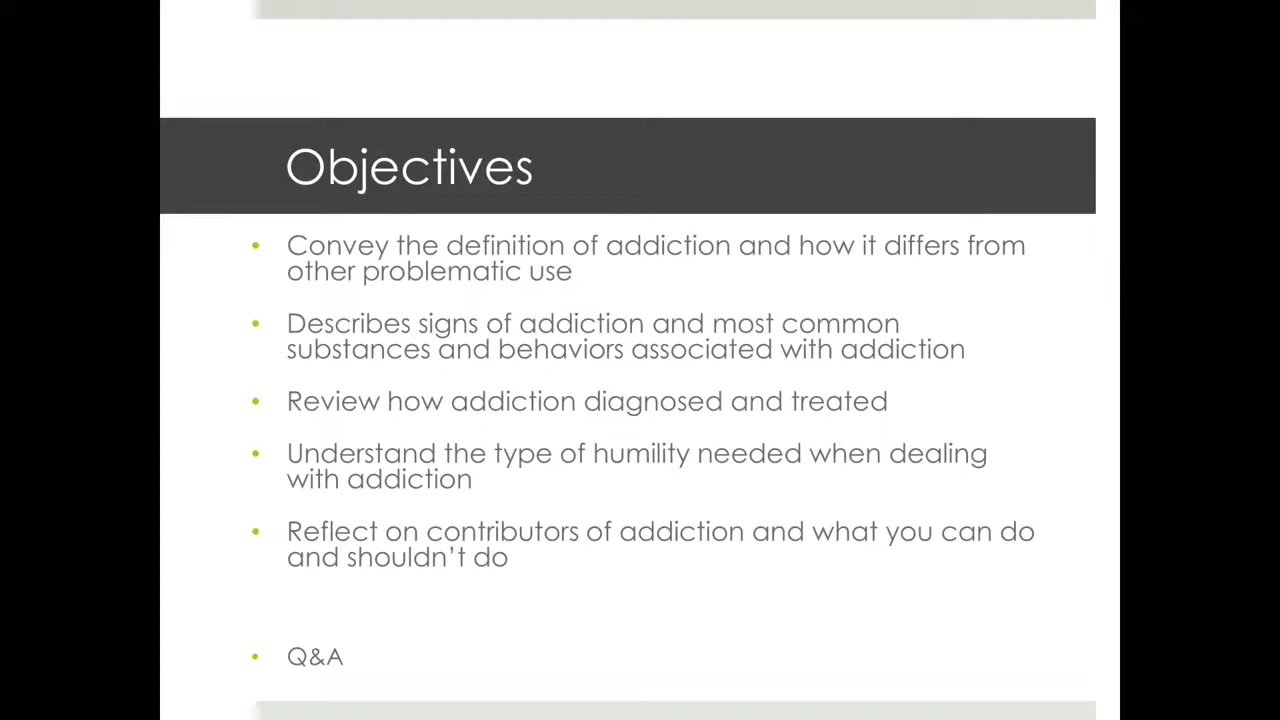 Objectives
• Convey the definition of addiction and how it differs from
other problematic use
• Describes signs of addiction and most common
substances and behaviors associated with addiction
• Review how addiction diagnosed and treated
• Understand the type of humility needed when dealing
with addiction
• Reflect on contributors of addiction and what you can do
and shouldn't do
• Q&A